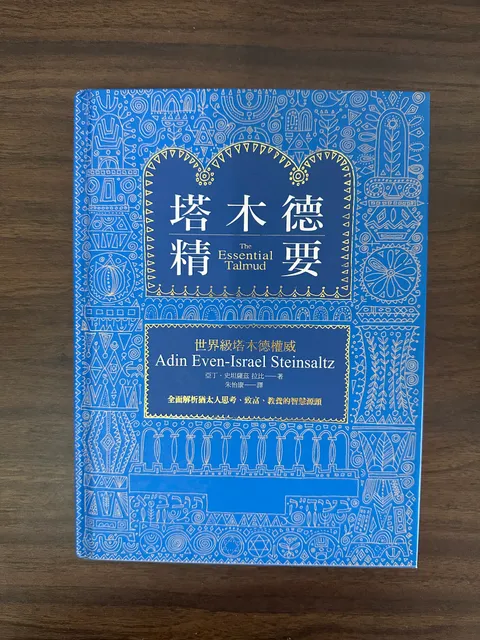 塔木德
The
Essential
Talmud
精要
世界級塔木德權威
Adin Even-Israel Steinsaltz
亞丁・史坦薩茲 拉比——著
朱怡康——譯
全面解析猶太人思考、致富、教養的智慧源頭